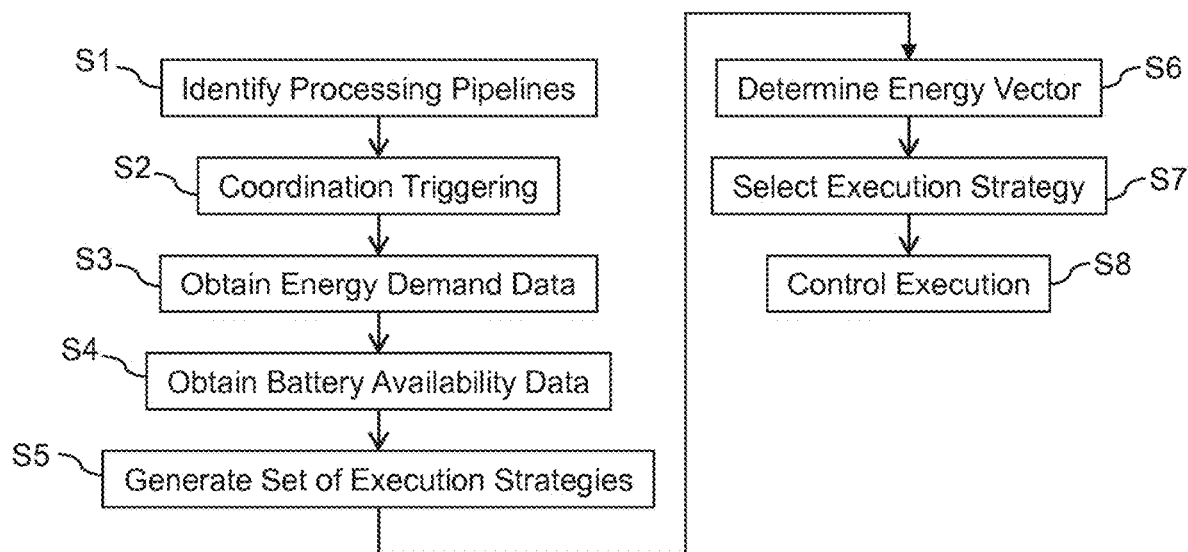 S1
Identify Processing Pipelines
S2
Coordination Triggering
S3
Obtain Energy Demand Data
S4
Obtain Battery Availability Data
S5
Generate Set of Execution Strategies
Determine Energy Vector
S6
Select Execution Strategy
S7
Control Execution
S8